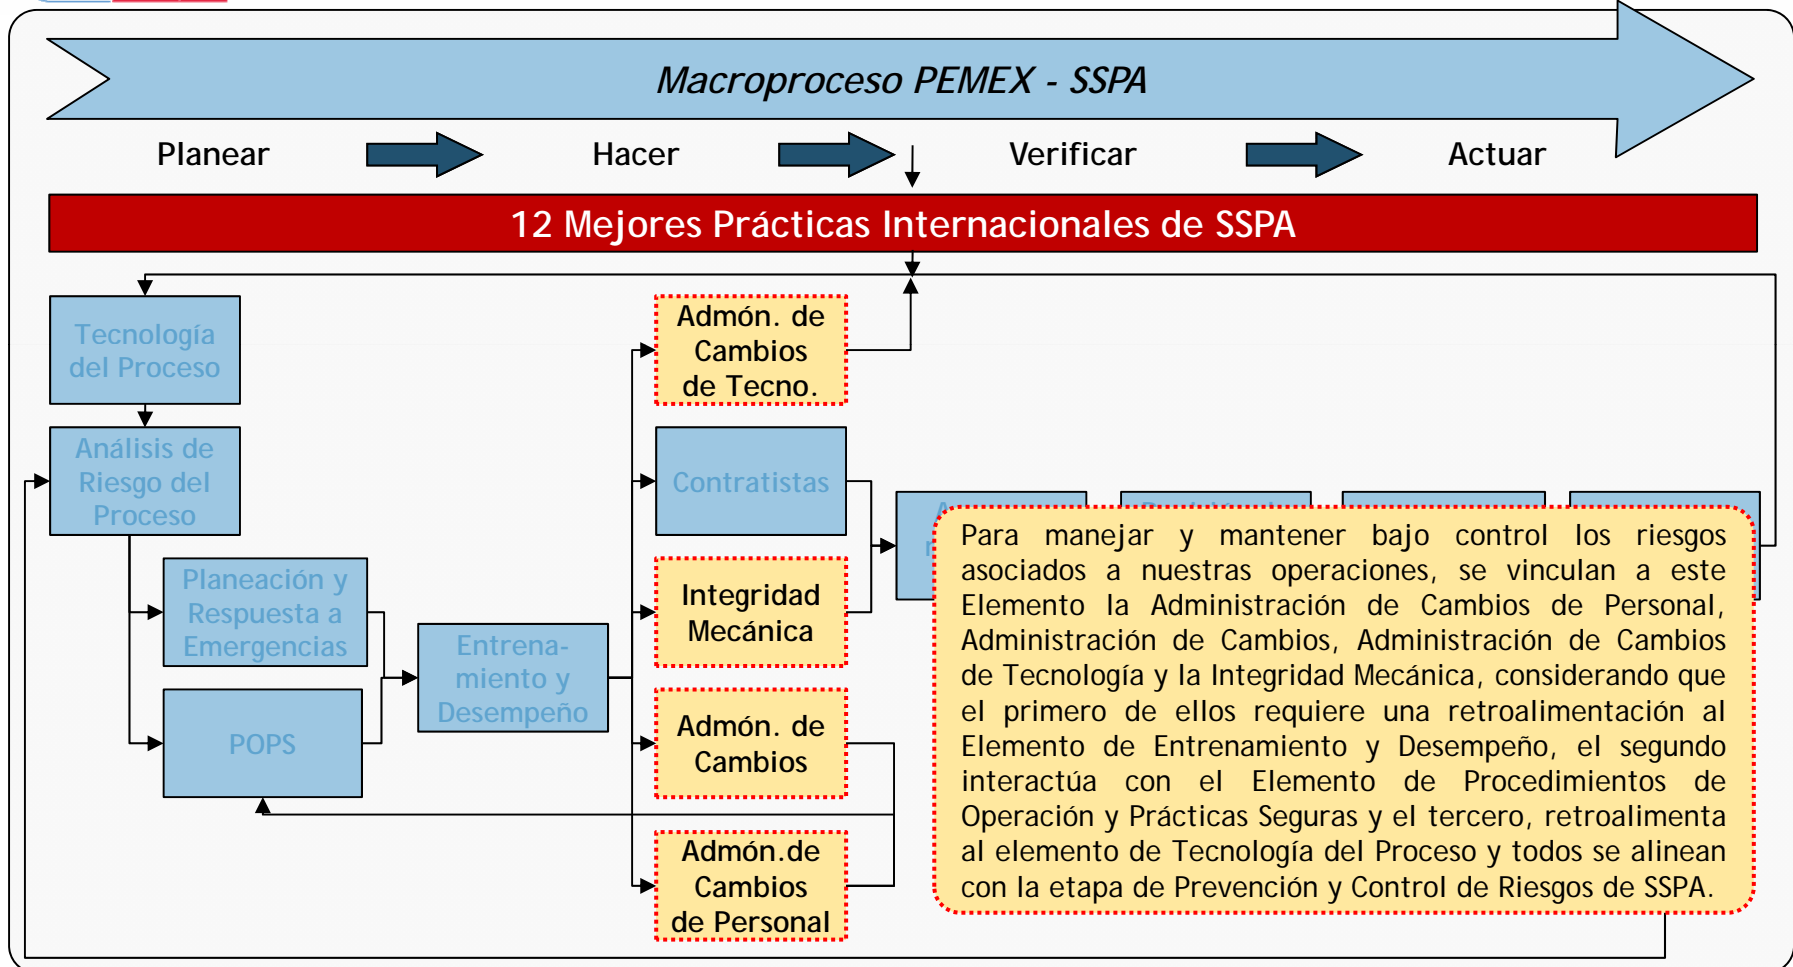 Macroproceso PEMEX - SSPA
Planear
Hacer
Verificar
Actuar
12 Mejores Prácticas Internacionales de SSPA
Tecnología
del Proceso
Análisis de
Riesgo del
Proceso
Planeación y
Respuesta a
Emergencias
POPS
Entrena-
miento y
Desempeño
Admón. de
Cambios
de Tecno.
Contratistas
Integridad
Mecánica
Admón. de
Cambios
Admón.de
Cambios
de Personal
Para manejar y mantener bajo control los riesgos
asociados a nuestras operaciones, se vinculan a este
Elemento la Administración de Cambios de Personal,
Administración de Cambios, Administración de Cambios
de Tecnología y la Integridad Mecánica, considerando que
el primero de ellos requiere una retroalimentación al
Elemento de Entrenamiento y Desempeño, el segundo
interactúa con el Elemento de Procedimientos de
Operación y Prácticas Seguras y el tercero, retroalimenta
al elemento de Tecnología del Proceso y todos se alinean
con la etapa de Prevención y Control de Riesgos de SSPA.